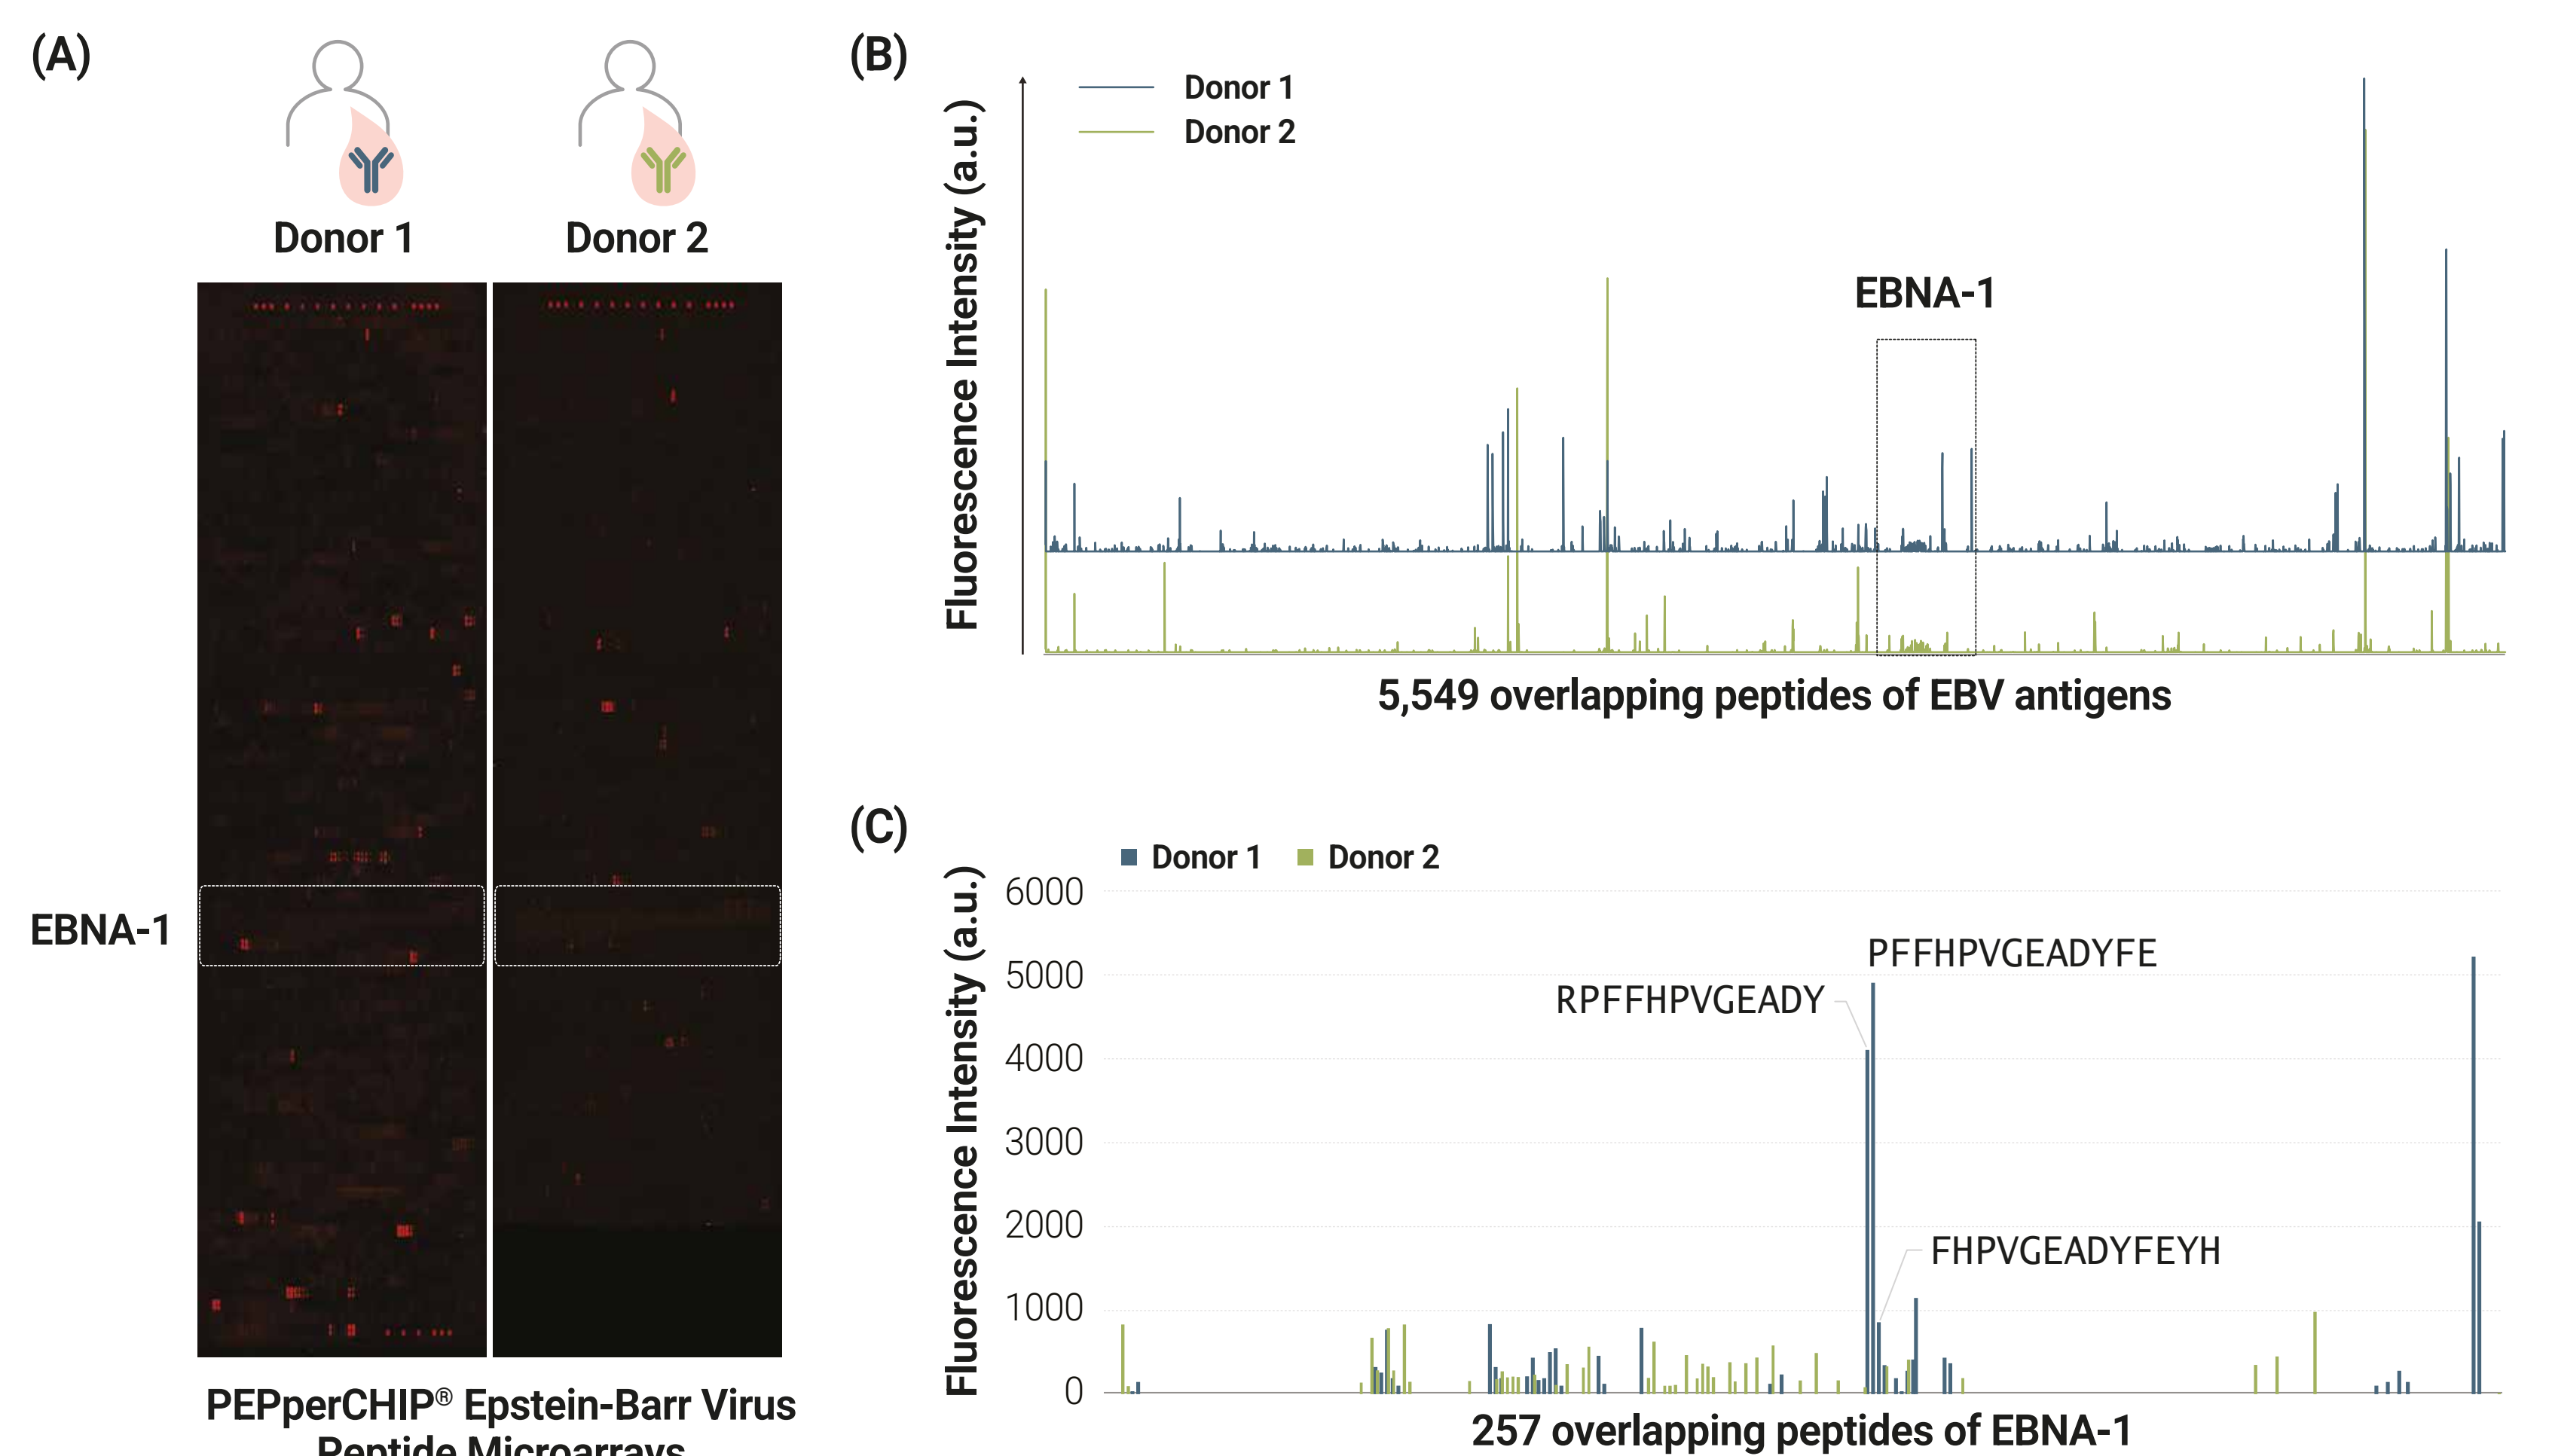 (A)
Donor 1
Donor 2
EBNA-1
PEPperCHIP® Epstein-Barr Virus
Peptide Microarrays
(B)
Fluorescence Intensity (a.u.)
Donor 1
Donor 2
EBNA-1
5,549 overlapping peptides of EBV antigens
(C)
Fluorescence Intensity (a.u.)
Donor 1
Donor 2
6000
5000
4000
3000
2000
1000
0
PFFHPVGEADYFE
RPFFHPVGEADY
FHPVGEADYFEYH
257 overlapping peptides of EBNA-1